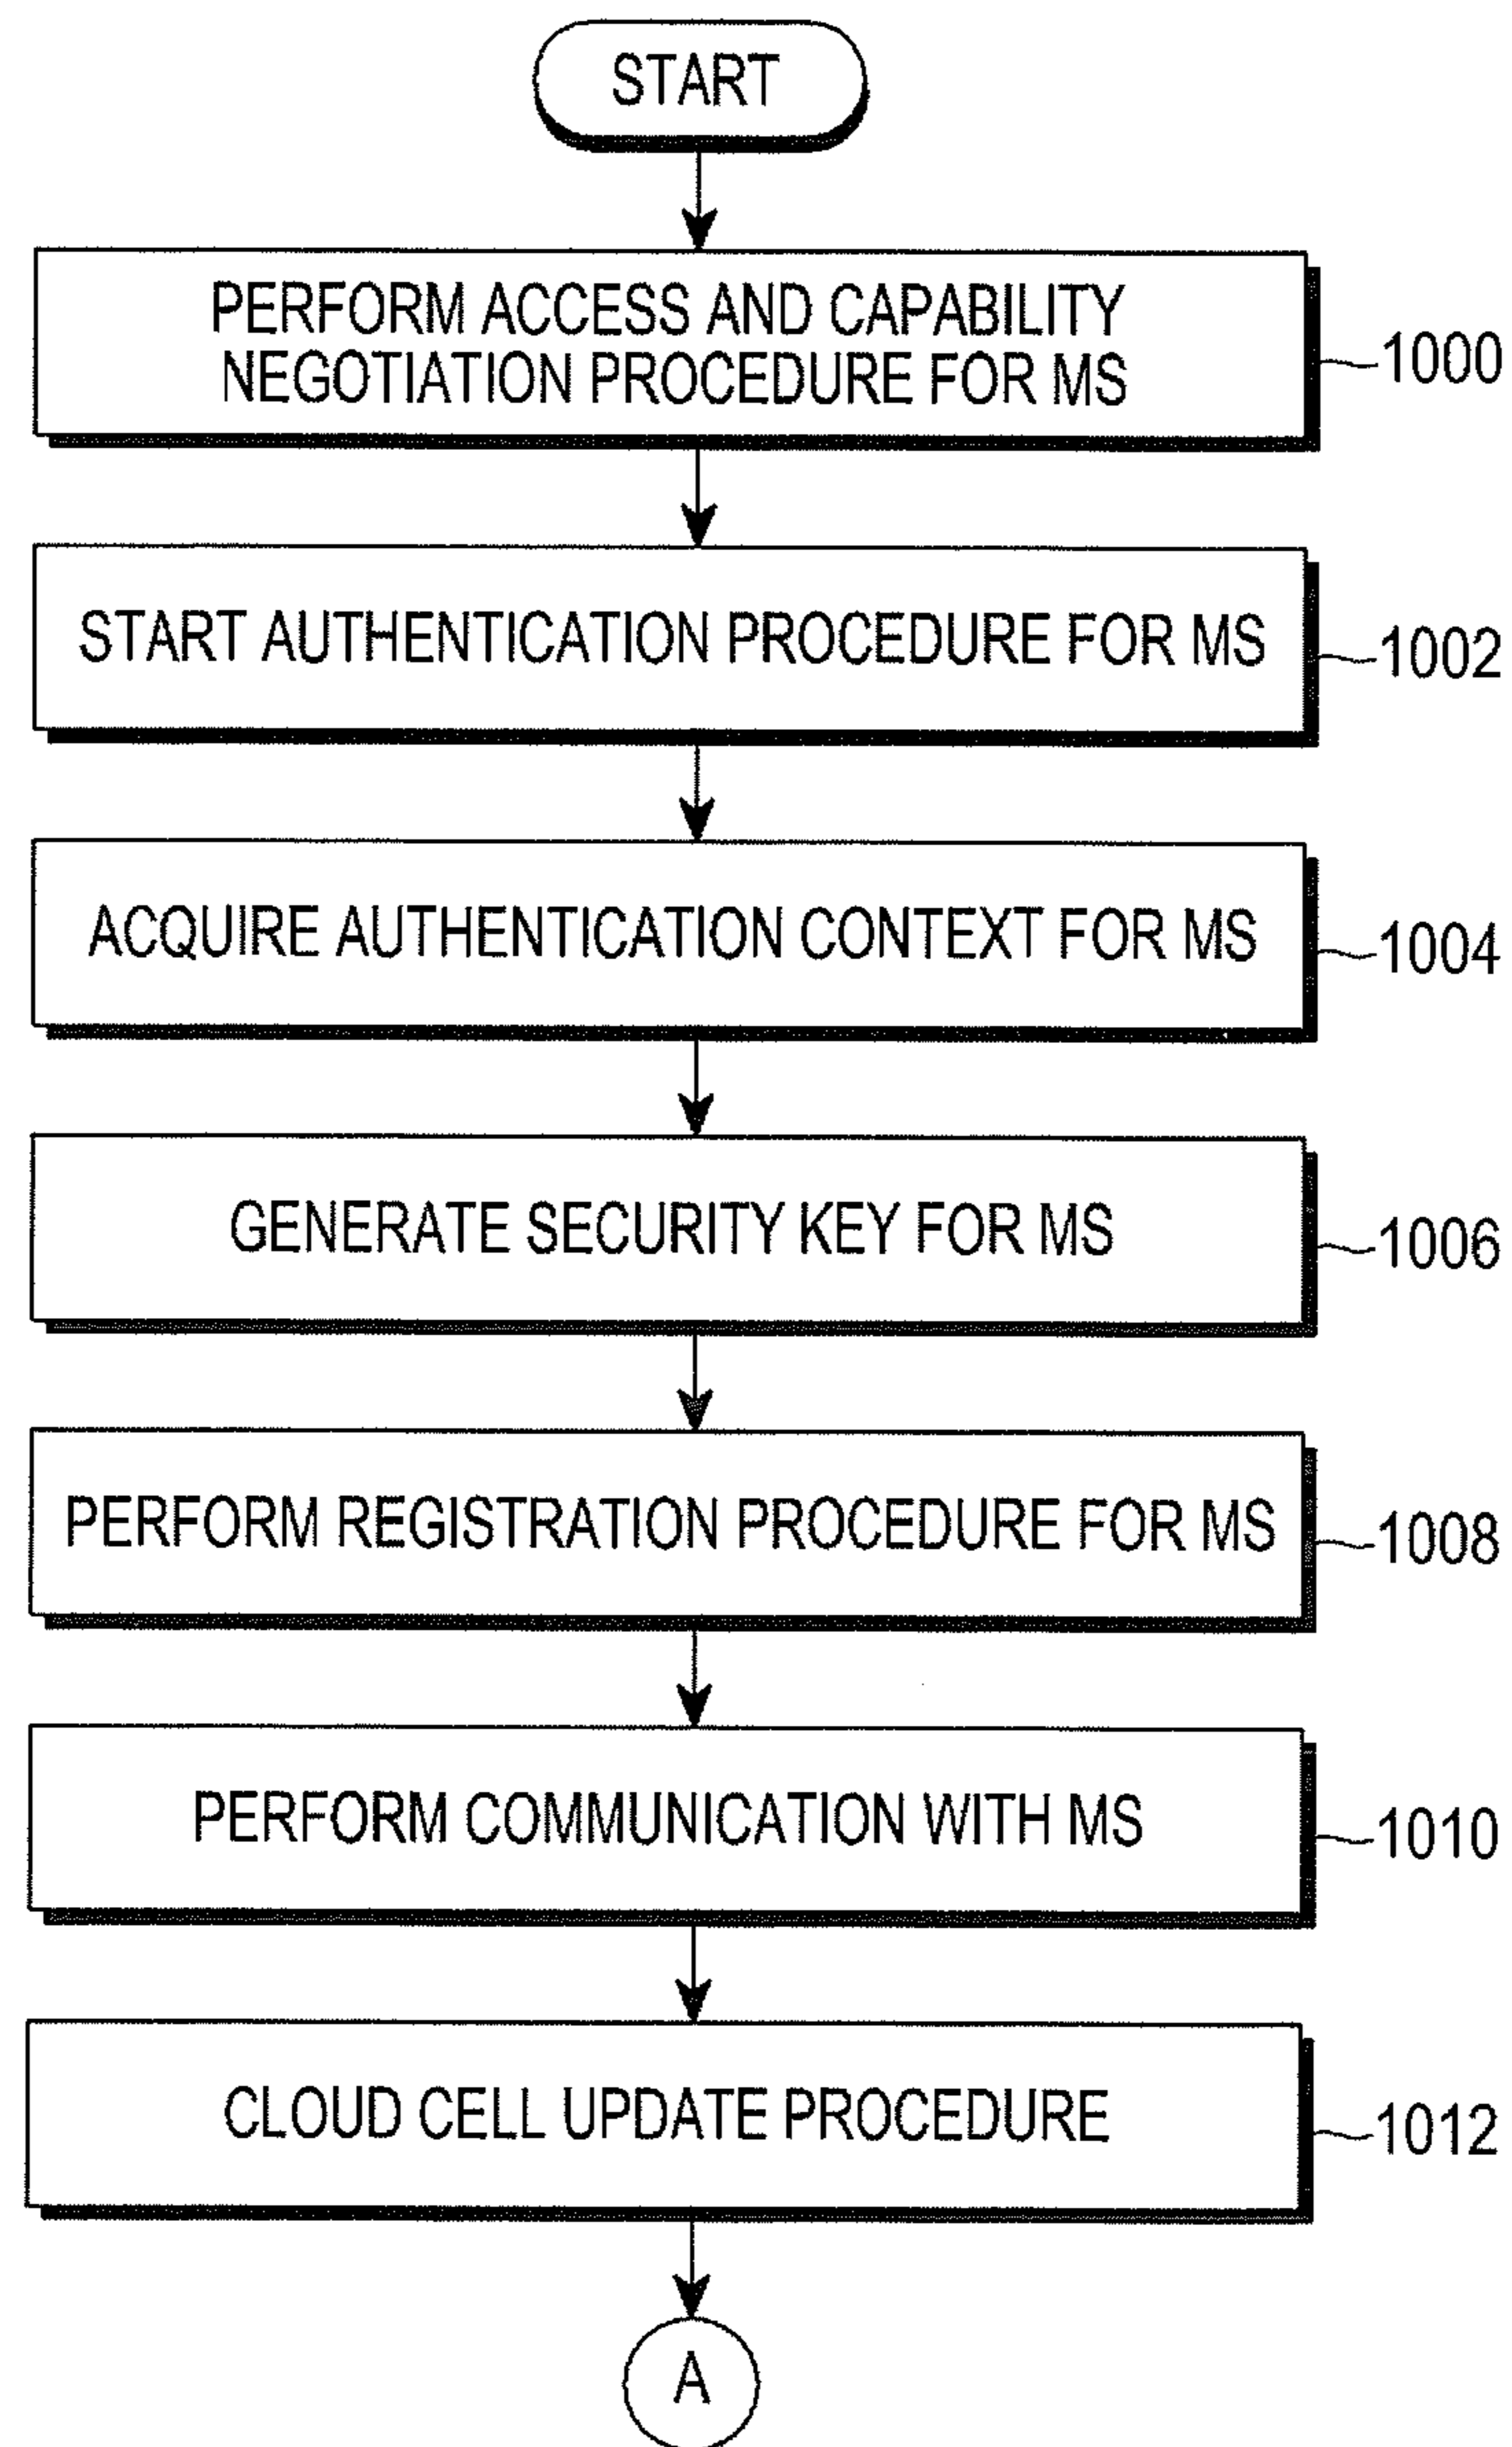 START
PERFORM ACCESS AND CAPABILITY
NEGOTIATION PROCEDURE FOR MS
1000
START AUTHENTICATION PROCEDURE FOR MS
1002
ACQUIRE AUTHENTICATION CONTEXT FOR MS
1004
GENERATE SECURITY KEY FOR MS
1006
PERFORM REGISTRATION PROCEDURE FOR MS
1008
PERFORM COMMUNICATION WITH MS
1010
CLOUD CELL UPDATE PROCEDURE
1012
A